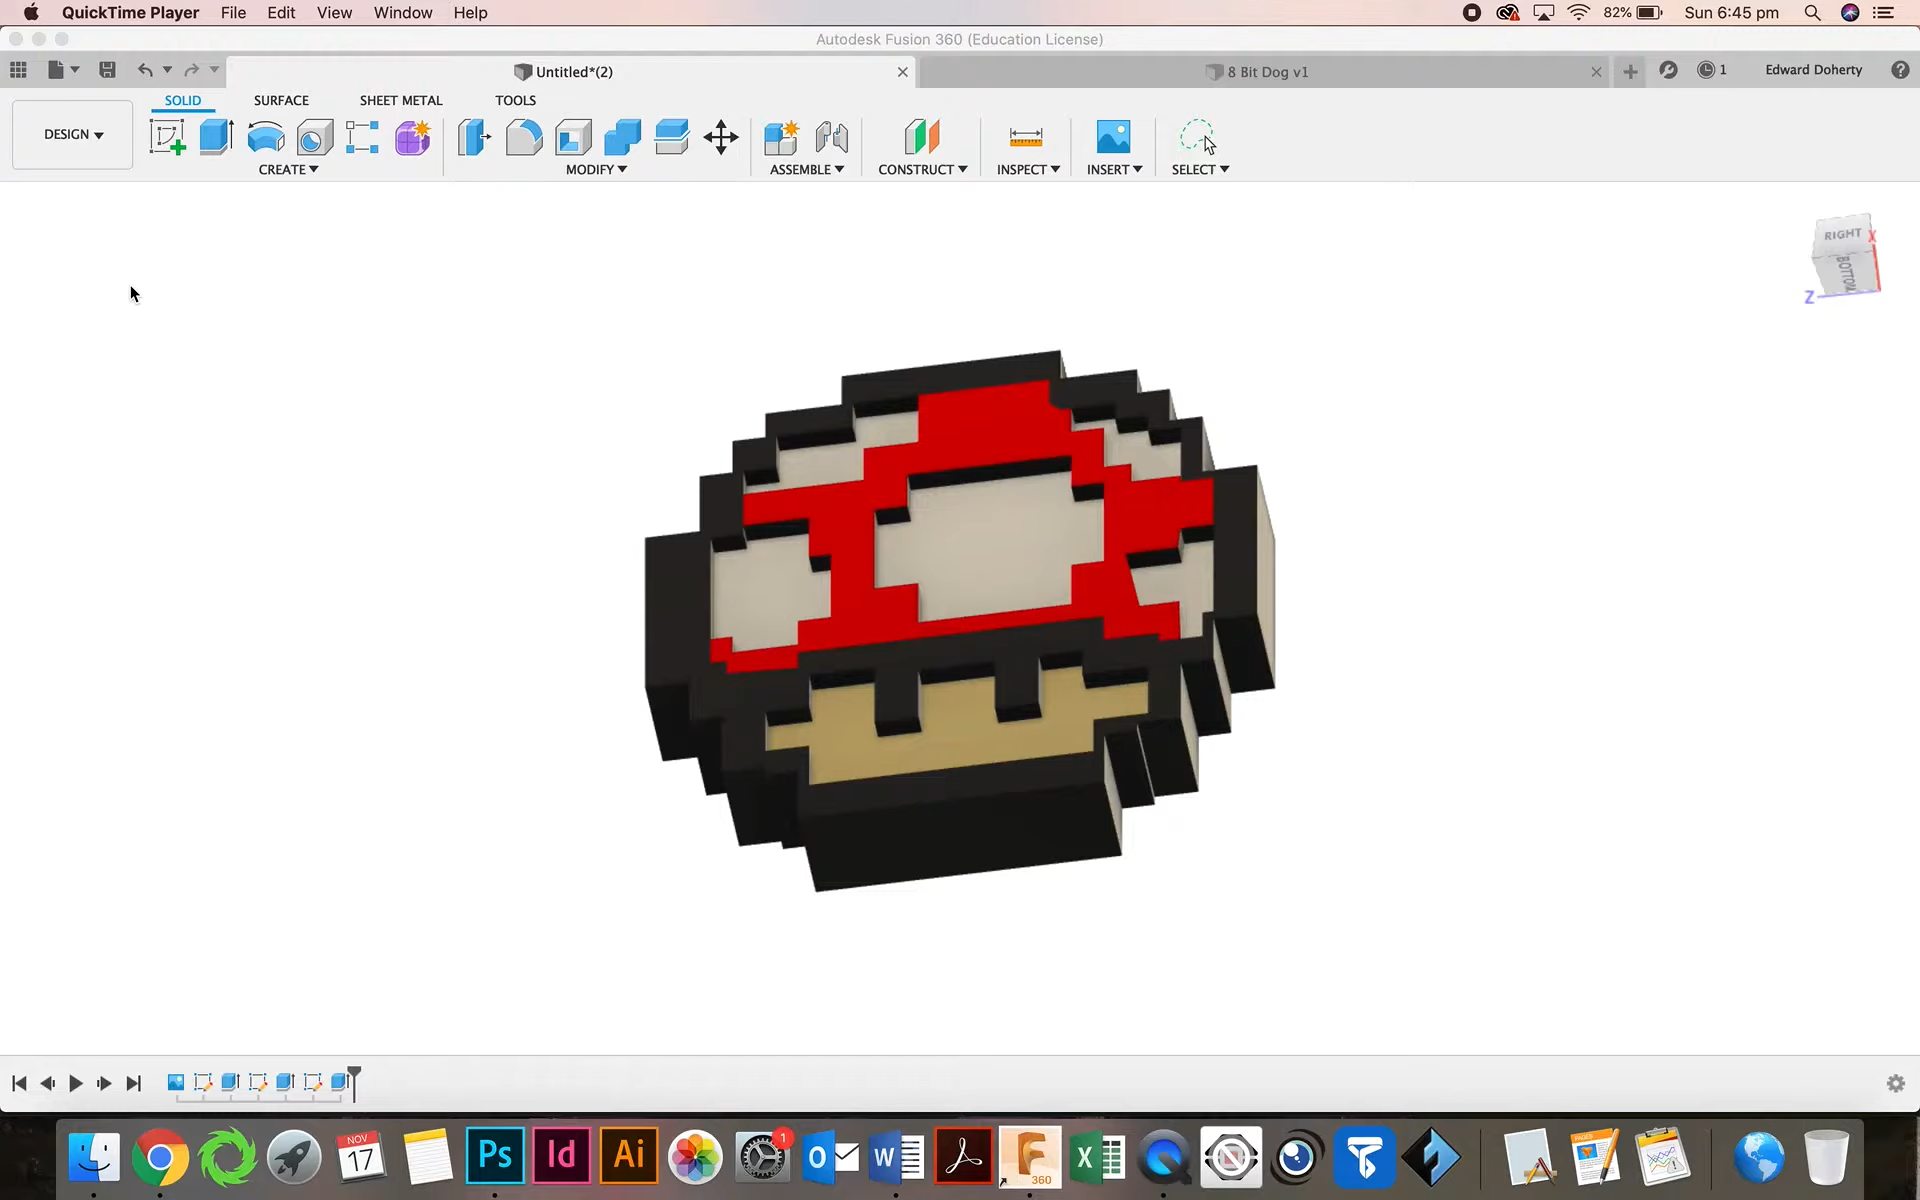 QuickTime Player File Edit View Window Help 82% Sun 6:45 pm
Autodesk Fusion 360 (Education License)
Untitled*(2) 8 Bit Dog v1 1 Edward Doherty
SOLID SURFACE SHEET METAL TOOLS
DESIGN
CREATE MODIFY ASSEMBLE CONSTRUCT INSPECT INSERT SELECT
RIGHT X
BOTTOM
Z
NOV
17
Ps Id Ai 1 O W F X
360
PAGES